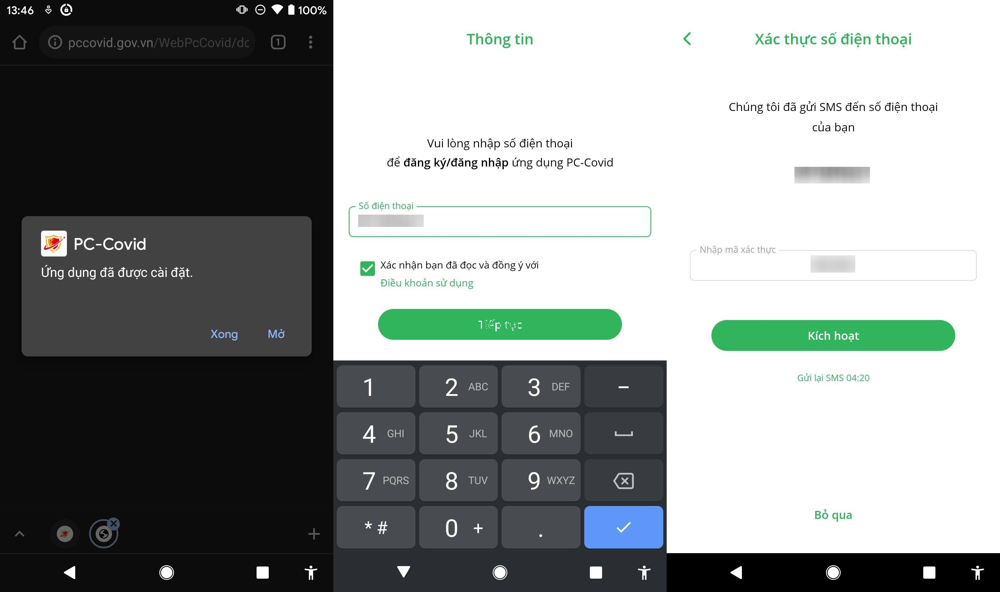 13:46
100%
pccovid.gov.vn/WebPcCovid/dc
1
PC-Covid
Ứng dụng đã được cài đặt.
Xong
Mở
Thông tin
Vui lòng nhập số điện thoại
để đăng ký/đăng nhập ứng dụng PC-Covid
Số điện thoại
Xác nhận bạn đã đọc và đồng ý với
Điều khoản sử dụng
Tiếp tục
1
2 ABC
3 DEF
–
4 GHI
5 JKL
6 MNO
7 PQRS
8 TUV
9 WXYZ
* #
0 +
.
Xác thực số điện thoại
Chúng tôi đã gửi SMS đến số điện thoại
của bạn
Nhập mã xác thực
Kích hoạt
Gửi lại SMS 04:20
Bỏ qua